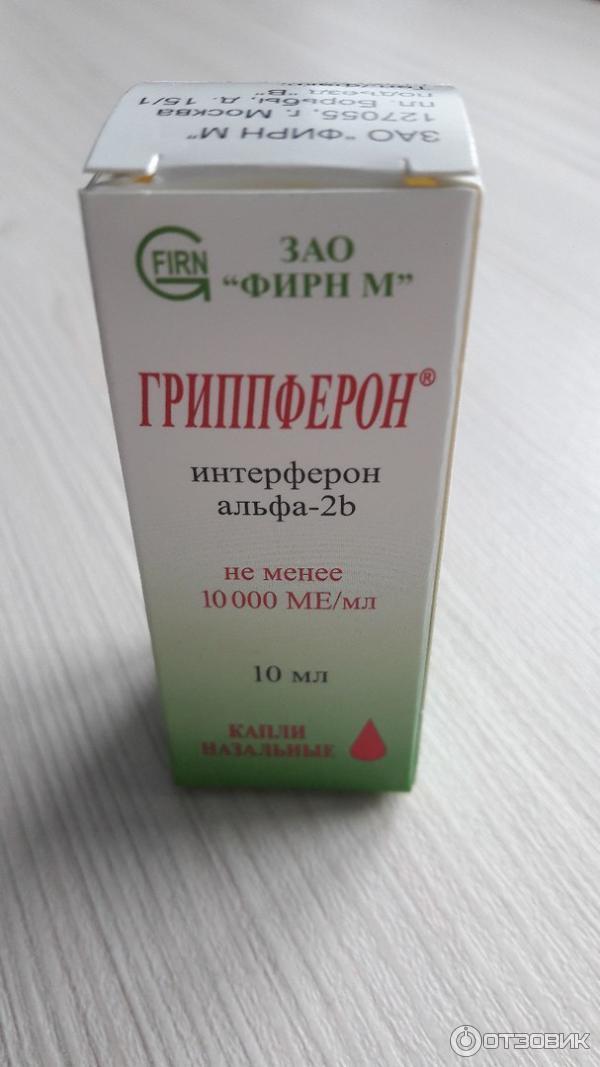 ЗАО "ФИРН М"
127055, г. Москва
пл. Борьбы, д. 15/1
подъезд "В"
FIRN
ЗАО
"ФИРН М"
ГРИППФЕРОН®
интерферон
альфа-2b
не менее
10 000 МЕ/мл
10 мл
КАПЛИ
НАЗАЛЬНЫЕ
ОТЗОВИК